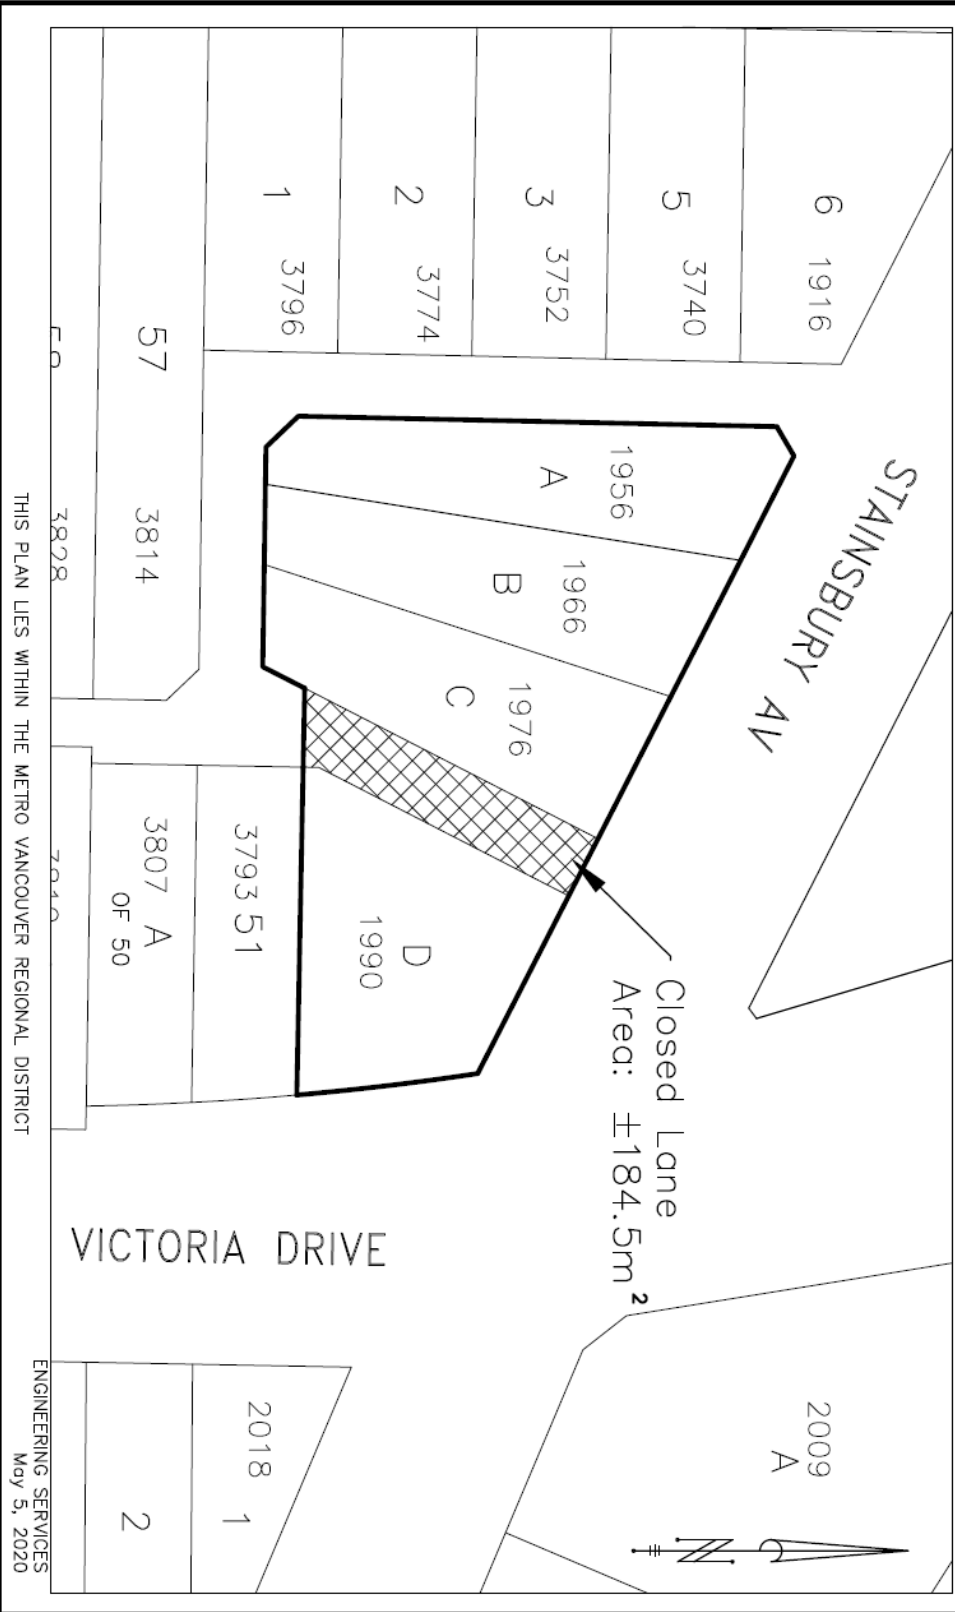 6
1916
5
3740
3
3752
2
3774
1
3796
57
3814
3828
STAINSBURY AV
1956
A
1966
B
1976
C
D
1990
Closed Lane
Area: ±184.5m²
3793 51
3807 A
OF 50
VICTORIA DRIVE
2009
A
2018
1
2
N
THIS PLAN LIES WITHIN THE METRO VANCOUVER REGIONAL DISTRICT
ENGINEERING SERVICES
May 5, 2020